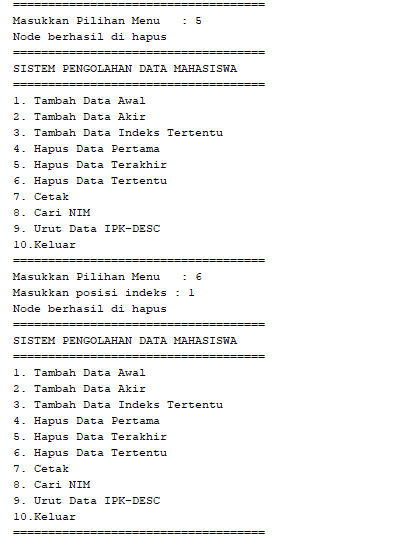 ====================================
Masukkan Pilihan Menu   : 5
Node berhasil di hapus
====================================
SISTEM PENGOLAHAN DATA MAHASISWA
====================================
1. Tambah Data Awal
2. Tambah Data Akir
3. Tambah Data Indeks Tertentu
4. Hapus Data Pertama
5. Hapus Data Terakhir
6. Hapus Data Tertentu
7. Cetak
8. Cari NIM
9. Urut Data IPK-DESC
10.Keluar
====================================
Masukkan Pilihan Menu   : 6
Masukkan posisi indeks : 1
Node berhasil di hapus
====================================
SISTEM PENGOLAHAN DATA MAHASISWA
====================================
1. Tambah Data Awal
2. Tambah Data Akir
3. Tambah Data Indeks Tertentu
4. Hapus Data Pertama
5. Hapus Data Terakhir
6. Hapus Data Tertentu
7. Cetak
8. Cari NIM
9. Urut Data IPK-DESC
10.Keluar
====================================